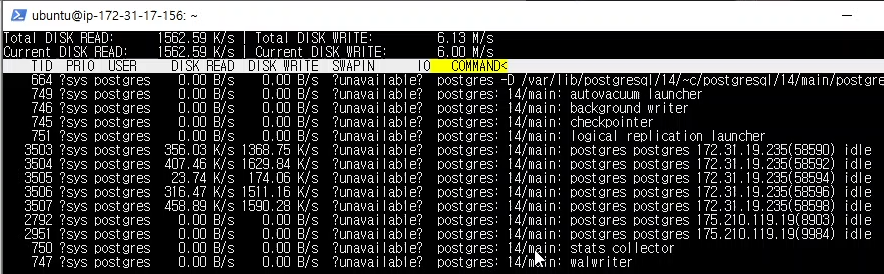 ubuntu@ip-172-31-17-156: ~
Total DISK READ: 1562.59 K/s | Total DISK WRITE: 6.13 M/s
Current DISK READ: 1562.59 K/s | Current DISK WRITE: 6.00 M/s
TID PRIO USER DISK READ DISK WRITE SWAPIN IO COMMAND<
664 ?sys postgres 0.00 B/s 0.00 B/s ?unavailable? postgres -D /var/lib/postgresql/14/~c/postgresql/14/main/postgre
749 ?sys postgres 0.00 B/s 0.00 B/s ?unavailable? postgres: 14/main: autovacuum launcher
746 ?sys postgres 0.00 B/s 0.00 B/s ?unavailable? postgres: 14/main: background writer
745 ?sys postgres 0.00 B/s 0.00 B/s ?unavailable? postgres: 14/main: checkpointer
751 ?sys postgres 0.00 B/s 0.00 B/s ?unavailable? postgres: 14/main: logical replication launcher
3503 ?sys postgres 356.03 K/s 1368.75 K/s ?unavailable? postgres: 14/main: postgres postgres 172.31.19.235(58590) idle
3504 ?sys postgres 407.46 K/s 1629.84 K/s ?unavailable? postgres: 14/main: postgres postgres 172.31.19.235(58592) idle
3505 ?sys postgres 23.74 K/s 174.06 K/s ?unavailable? postgres: 14/main: postgres postgres 172.31.19.235(58594) idle
3506 ?sys postgres 316.47 K/s 1511.16 K/s ?unavailable? postgres: 14/main: postgres postgres 172.31.19.235(58596) idle
3507 ?sys postgres 458.89 K/s 1590.28 K/s ?unavailable? postgres: 14/main: postgres postgres 172.31.19.235(58598) idle
2792 ?sys postgres 0.00 B/s 0.00 B/s ?unavailable? postgres: 14/main: postgres postgres 175.210.119.19(8903) idle
2951 ?sys postgres 0.00 B/s 0.00 B/s ?unavailable? postgres: 14/main: postgres postgres 175.210.119.19(9984) idle
750 ?sys postgres 0.00 B/s 0.00 B/s ?unavailable? postgres: 14/main: stats collector
747 ?sys postgres 0.00 B/s 0.00 B/s ?unavailable? postgres: 14/main: walwriter